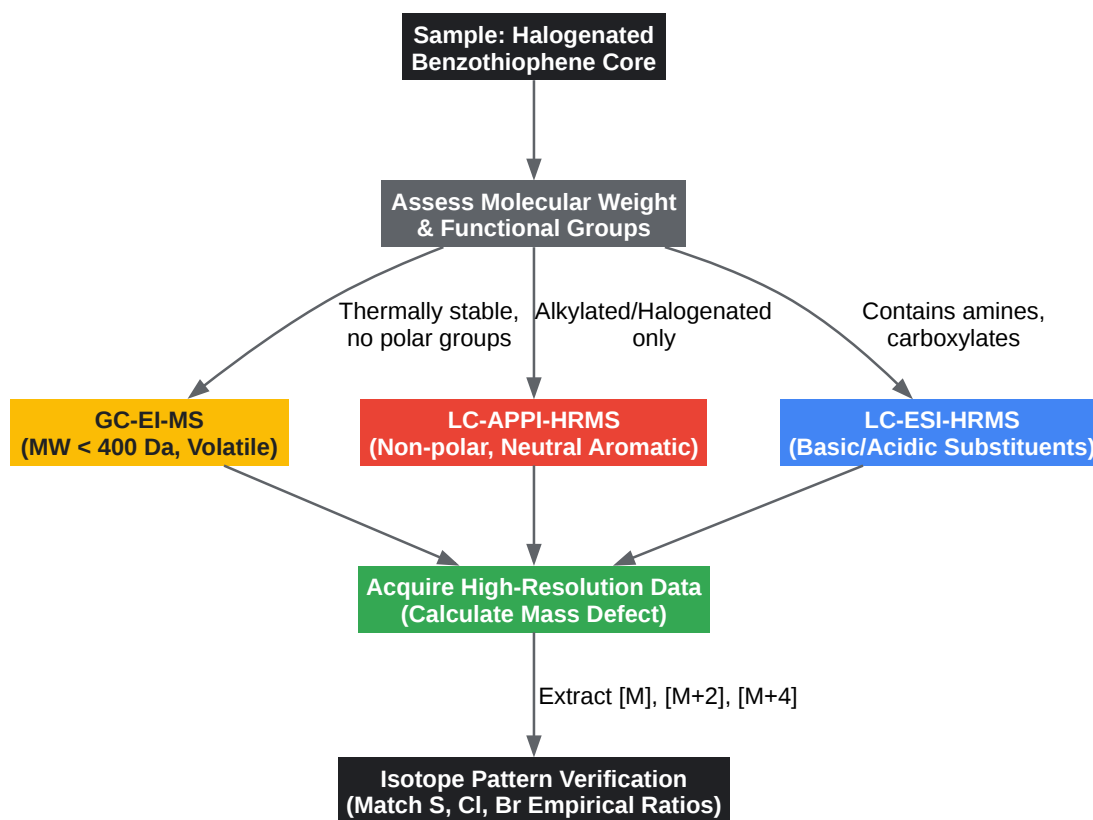 Sample: Halogenated
Benzothiophene Core
Assess Molecular Weight
& Functional Groups
Thermally stable,
no polar groups
Alkylated/Halogenated
only
Contains amines,
carboxylates
GC-EI-MS
(MW < 400 Da, Volatile)
LC-APPI-HRMS
(Non-polar, Neutral Aromatic)
LC-ESI-HRMS
(Basic/Acidic Substituents)
Acquire High-Resolution Data
(Calculate Mass Defect)
Extract [M], [M+2], [M+4]
Isotope Pattern Verification
(Match S, Cl, Br Empirical Ratios)